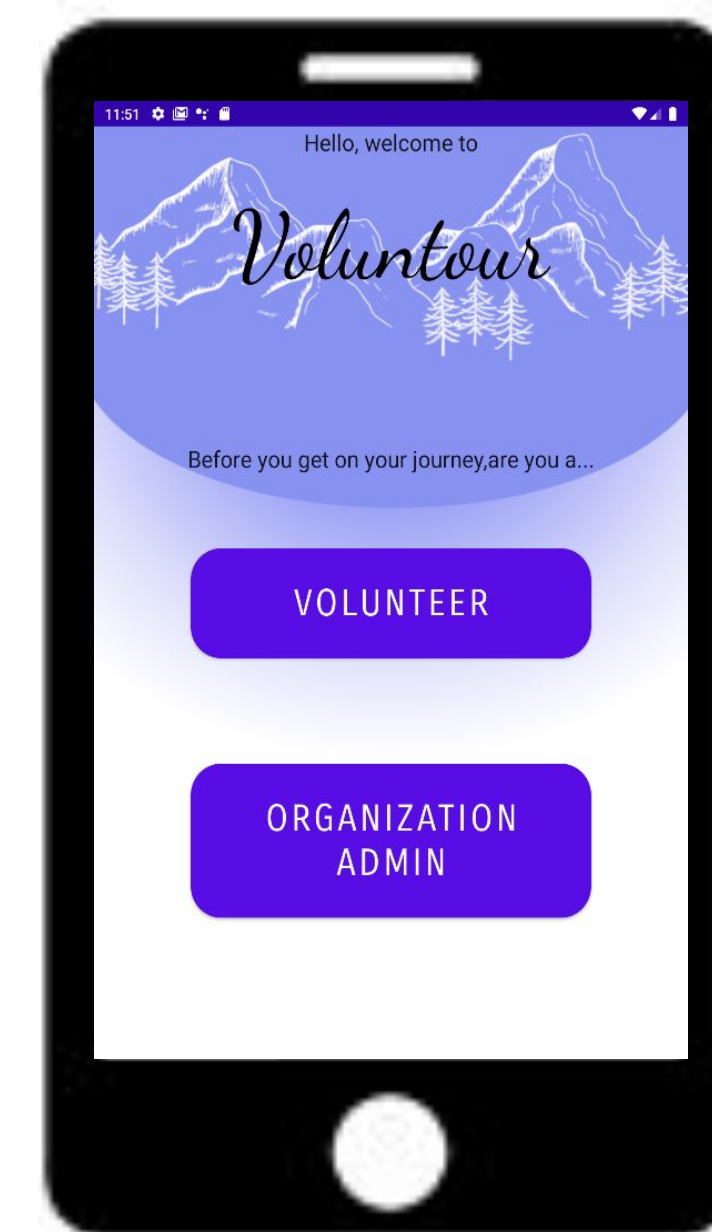 11:51
Hello, welcome to
Voluntour
Before you get on your journey,are you a...
VOLUNTEER
ORGANIZATION
ADMIN